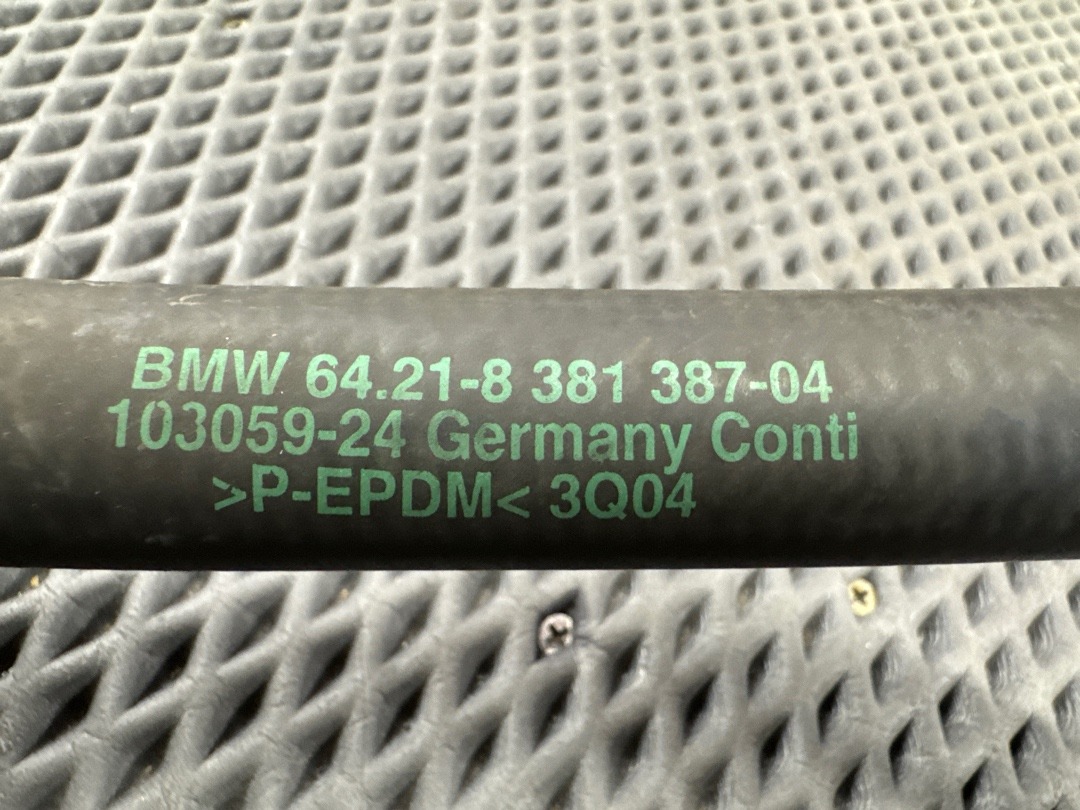 BMW 64.21-8 381 387-04
103059-24 Germany Conti
>P-EPDM< 3Q04